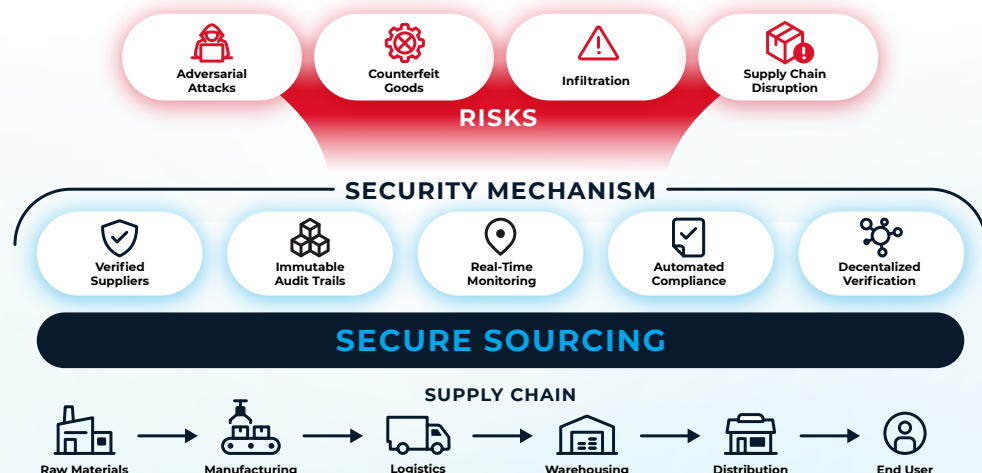 Adversarial
Attacks
Counterfeit
Goods
Infiltration
Supply Chain
Disruption
RISKS
SECURITY MECHANISM
Verified
Suppliers
Immutable
Audit Trails
Real-Time
Monitoring
Automated
Compliance
Decentalized
Verification
SECURE SOURCING
SUPPLY CHAIN
Raw Materials
Manufacturing
Logistics
Warehousing
Distribution
End User